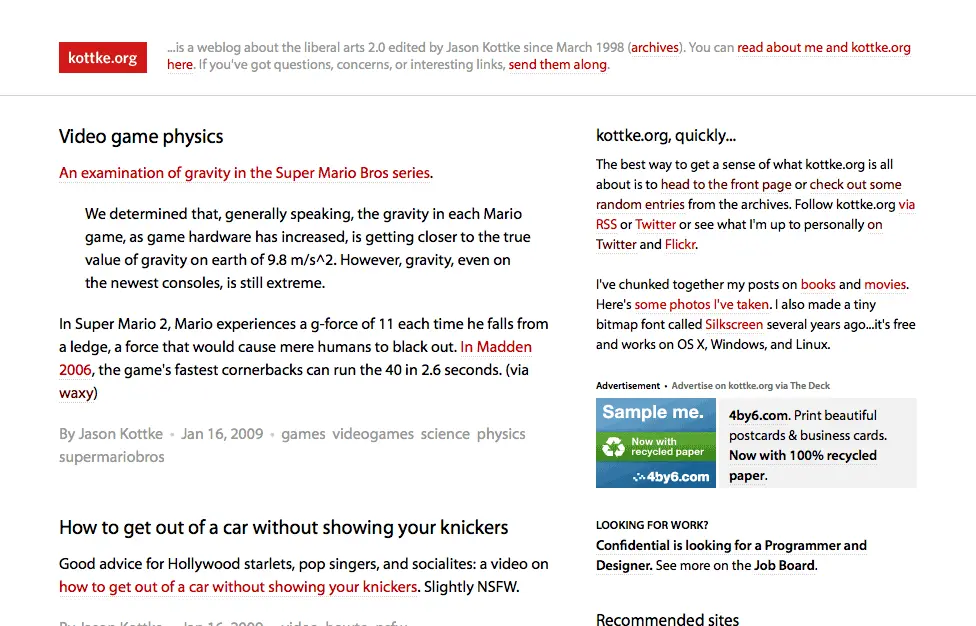 kottke.org
...is a weblog about the liberal arts 2.0 edited by Jason Kottke since March 1998 (archives). You can read about me and kottke.org
here. If you've got questions, concerns, or interesting links, send them along.
Video game physics
An examination of gravity in the Super Mario Bros series.
We determined that, generally speaking, the gravity in each Mario
game, as game hardware has increased, is getting closer to the true
value of gravity on earth of 9.8 m/s^2. However, gravity, even on
the newest consoles, is still extreme.
In Super Mario 2, Mario experiences a g-force of 11 each time he falls from
a ledge, a force that would cause mere humans to black out. In Madden
2006, the game's fastest cornerbacks can run the 40 in 2.6 seconds. (via
waxy)
By Jason Kottke • Jan 16, 2009 • games videogames science physics
supermariobros
How to get out of a car without showing your knickers
Good advice for Hollywood starlets, pop singers, and socialites: a video on
how to get out of a car without showing your knickers. Slightly NSFW.
By Jason Kottke • Jan 16, 2009 • video howto nsfw
kottke.org, quickly...
The best way to get a sense of what kottke.org is all
about is to head to the front page or check out some
random entries from the archives. Follow kottke.org via
RSS or Twitter or see what I'm up to personally on
Twitter and Flickr.
I've chunked together my posts on books and movies.
Here's some photos I've taken. I also made a tiny
bitmap font called Silkscreen several years ago...it's free
and works on OS X, Windows, and Linux.
Advertisement • Advertise on kottke.org via The Deck
Sample me.
Now with
recycled paper
4by6.com
4by6.com. Print beautiful
postcards & business cards.
Now with 100% recycled
paper.
LOOKING FOR WORK?
Confidential is looking for a Programmer and
Designer. See more on the Job Board.
Recommended sites